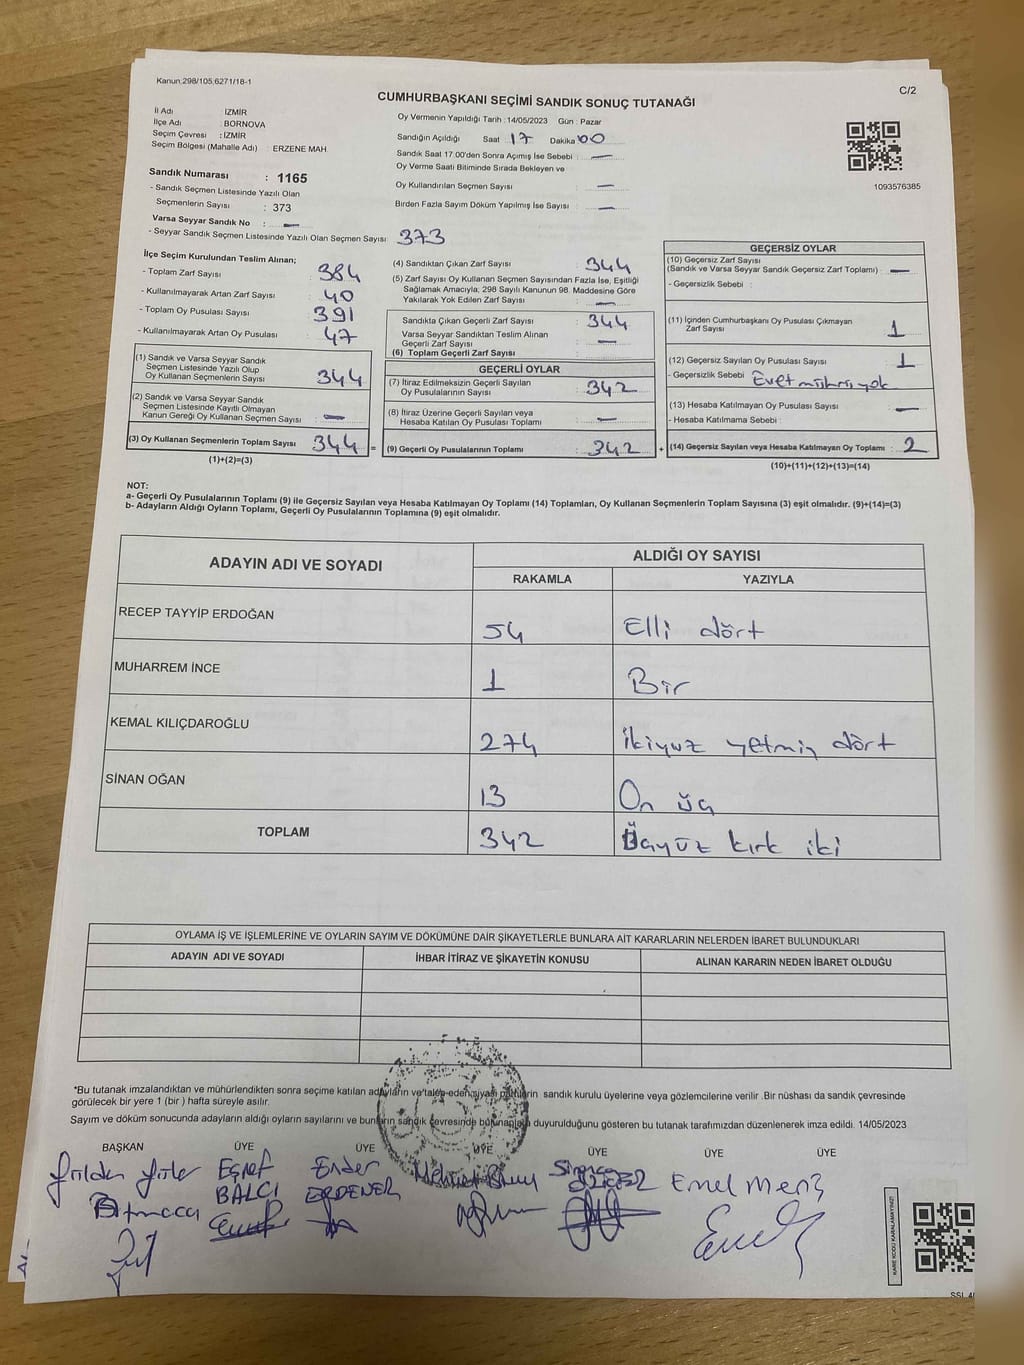 Kanun;298/105,6271/18-1
C/2
CUMHURBAŞKANI SEÇİMİ SANDIK SONUÇ TUTANAĞI
İl Adı : İZMİR
İlçe Adı : BORNOVA
Seçim Çevresi : İZMİR
Seçim Bölgesi (Mahalle Adı) : ERZENE MAH.
Oy Vermenin Yapıldığı Tarih : 14/05/2023 Gün : Pazar
Sandığın Açıldığı Saat 17 Dakika 00
Sandık Saat 17.00'den Sonra Açımış İse Sebebi : —
Oy Verme Saati Bitiminde Sırada Bekleyen ve
Oy Kullandırılan Seçmen Sayısı : —
Birden Fazla Sayım Döküm Yapılmış İse Sayısı : —
1093576385
Sandık Numarası : 1165
- Sandık Seçmen Listesinde Yazılı Olan
Seçmenlerin Sayısı : 373
Varsa Seyyar Sandık No : —
- Seyyar Sandık Seçmen Listesinde Yazılı Olan Seçmen Sayısı : 373
İlçe Seçim Kurulundan Teslim Alınan;
- Toplam Zarf Sayısı : 384
- Kullanılmayarak Artan Zarf Sayısı : 40
- Toplam Oy Pusulası Sayısı : 391
- Kullanılmayarak Artan Oy Pusulası : 47
(1) Sandık ve Varsa Seyyar Sandık
Seçmen Listesinde Yazılı Olup
Oy Kullanan Seçmenlerin Sayısı : 344
(2) Sandık ve Varsa Seyyar Sandık
Seçmen Listesinde Kayıtlı Olmayan
Kanun Gereği Oy Kullanan Seçmen Sayısı : —
(3) Oy Kullanan Seçmenlerin Toplam Sayısı : 344 =
(1)+(2)=(3)
(4) Sandıktan Çıkan Zarf Sayısı : 344
(5) Zarf Sayısı Oy Kullanan Seçmen Sayısından Fazla İse, Eşitliği
Sağlamak Amacıyla; 298 Sayılı Kanunun 98. Maddesine Göre
Yakılarak Yok Edilen Zarf Sayısı : —
Sandıkta Çıkan Geçerli Zarf Sayısı : 344
Varsa Seyyar Sandıktan Teslim Alınan
Geçerli Zarf Sayısı : —
(6) Toplam Geçerli Zarf Sayısı :
GEÇERLİ OYLAR
(7) İtiraz Edilmeksizin Geçerli Sayılan
Oy Pusulalarının Sayısı : 342
(8) İtiraz Üzerine Geçerli Sayılan veya
Hesaba Katılan Oy Pusulası Toplamı : —
(9) Geçerli Oy Pusulalarının Toplamı : 342 +
GEÇERSİZ OYLAR
(10) Geçersiz Zarf Sayısı
(Sandık ve Varsa Seyyar Sandık Geçersiz Zarf Toplamı) : —
- Geçersizlik Sebebi :
(11) İçinden Cumhurbaşkanı Oy Pusulası Çıkmayan
Zarf Sayısı : 1
(12) Geçersiz Sayılan Oy Pusulası Sayısı : 1
- Geçersizlik Sebebi : Evet mührü yok
(13) Hesaba Katılmayan Oy Pusulası Sayısı : —
- Hesaba Katılmama Sebebi :
(14) Geçersiz Sayılan veya Hesaba Katılmayan Oy Toplamı : 2
(10)+(11)+(12)+(13)=(14)
NOT:
a- Geçerli Oy Pusulalarının Toplamı (9) ile Geçersiz Sayılan veya Hesaba Katılmayan Oy Toplamı (14) Toplamları, Oy Kullanan Seçmenlerin Toplam Sayısına (3) eşit olmalıdır. (9)+(14)=(3)
b- Adayların Aldığı Oyların Toplamı, Geçerli Oy Pusulalarının Toplamına (9) eşit olmalıdır.
ADAYIN ADI VE SOYADI
ALDIĞI OY SAYISI
RAKAMLA YAZIYLA
RECEP TAYYİP ERDOĞAN 54 Elli dört
MUHARREM İNCE 1 Bir
KEMAL KILIÇDAROĞLU 274 İkiyüz yetmiş dört
SİNAN OĞAN 13 On üç
TOPLAM 342 Üçyüz kırk iki
OYLAMA İŞ VE İŞLEMLERİNE VE OYLARIN SAYIM VE DÖKÜMÜNE DAİR ŞİKAYETLERLE BUNLARA AİT KARARLARIN NELERDEN İBARET BULUNDUKLARI
ADAYIN ADI VE SOYADI İHBAR İTİRAZ VE ŞİKAYETİN KONUSU ALINAN KARARIN NEDEN İBARET OLDUĞU
*Bu tutanak imzalandıktan ve mühürlendikten sonra seçime katılan adayların ve talep eden siyasi partilerin sandık kurulu üyelerine veya gözlemcilerine verilir .Bir nüshası da sandık çevresinde
görülecek bir yere 1 (bir ) hafta süreyle asılır.
Sayım ve döküm sonucunda adayların aldığı oyların sayılarını ve bunların sandık çevresinde bulunanlara duyurulduğunu gösteren bu tutanak tarafımızdan düzenlenerek imza edildi. 14/05/2023
BAŞKAN ÜYE ÜYE ÜYE ÜYE ÜYE ÜYE
Eşref Ender Mehmet
BALCI ERDENER Emel Meriç
KARE KODU KARALAMAYINIZ!